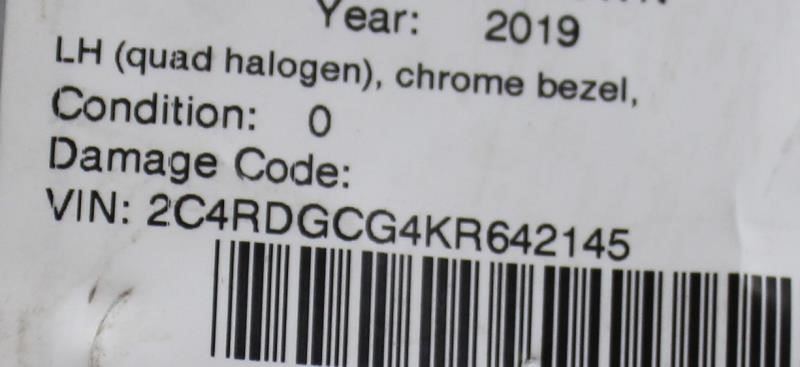 Year: 2019
LH (quad halogen), chrome bezel,
Condition: 0
Damage Code:
VIN: 2C4RDGCG4KR642145